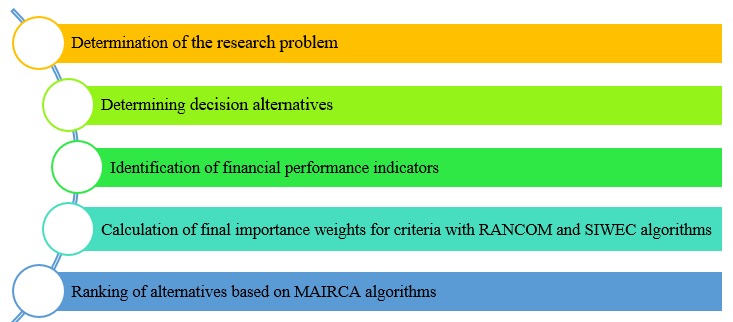 Determination of the research problem
Determining decision alternatives
Identification of financial performance indicators
Calculation of final importance weights for criteria with RANCOM and SIWEC algorithms
Ranking of alternatives based on MAIRCA algorithms